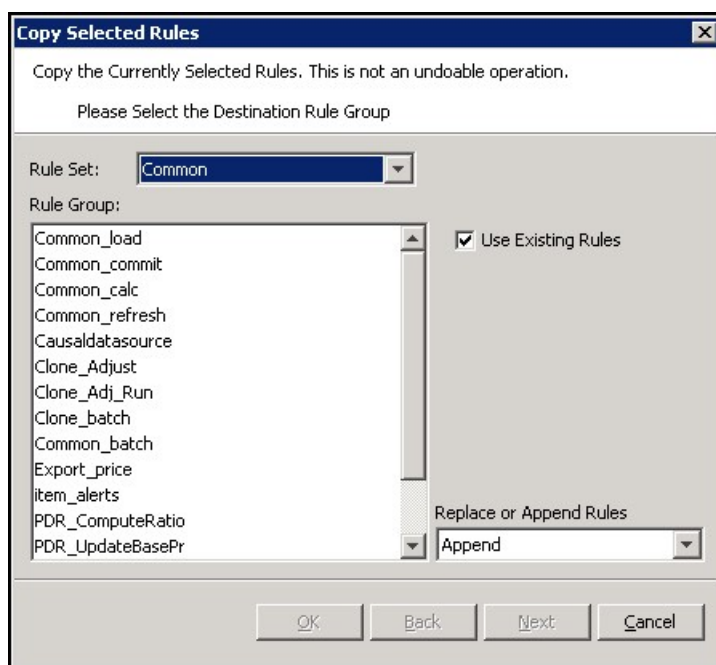 Copy Selected Rules
Copy the Currently Selected Rules. This is not an undoable operation.
Please Select the Destination Rule Group
Rule Set: Common
Rule Group:
Common_load
Common_commit
Common_calc
Common_refresh
Causaldatasource
Clone_Adjust
Clone_Adj_Run
Clone_batch
Common_batch
Export_price
item_alerts
PDR_ComputeRatio
PDR_UpdateBasePr
Use Existing Rules
Replace or Append Rules
Append
OK Back Next Cancel